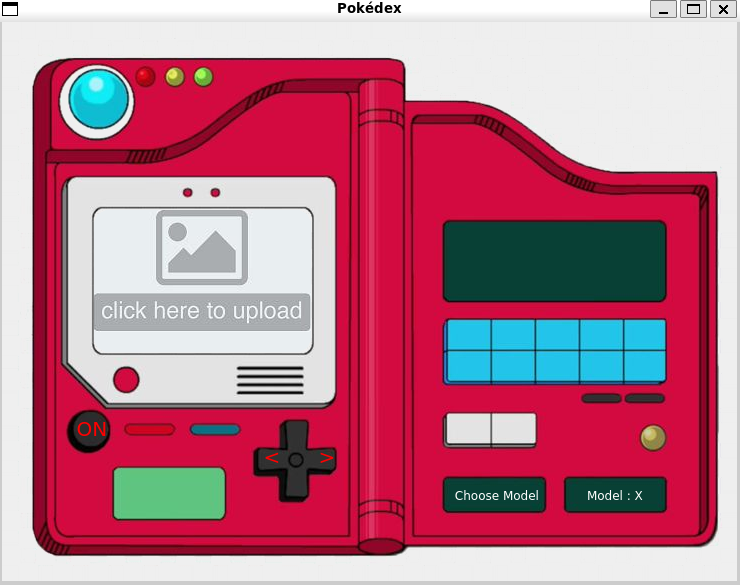 Pokédex
click here to upload
ON
<
>
Choose Model
Model : X